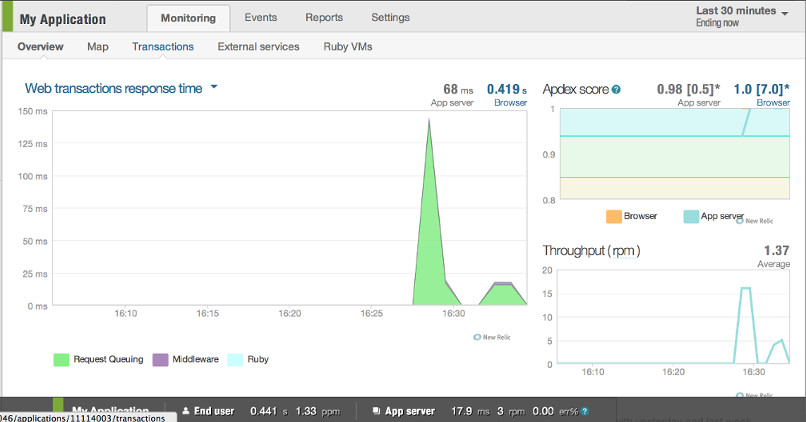 My Application
Monitoring Events Reports Settings
Last 30 minutes
Ending now
Overview Map Transactions External services Ruby VMs
Web transactions response time
68 ms
App server
0.419 s
Browser
150 ms
125 ms
100 ms
75 ms
50 ms
25 ms
0 ms
16:10 16:15 16:20 16:25 16:30
New Relic
Request Queuing Middleware Ruby
Apdex score ?
0.98 [0.5]*
App server
1.0 [7.0]*
Browser
1
0.9
0.8
Browser App server
New Relic
Throughput (rpm)
1.37
Average
20
15
10
5
0
16:10 16:20 16:30
New Relic
My Application End user 0.441 s 1.33 ppm App server 17.9 ms 3 rpm 0.00 err% ?
046/applications/11114003/transactions